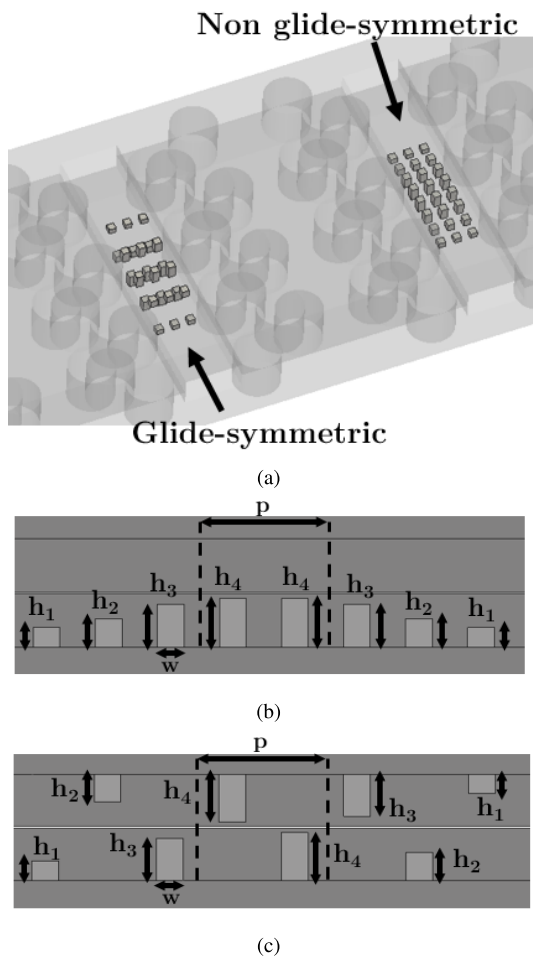 Non glide-symmetric
Glide-symmetric
(a)
p
h₁ h₂ h₃ h₄ h₄ h₃ h₂ h₁
w
(b)
p
h₂ h₄ h₃ h₁
h₁ h₃ h₄ h₂
w
(c)